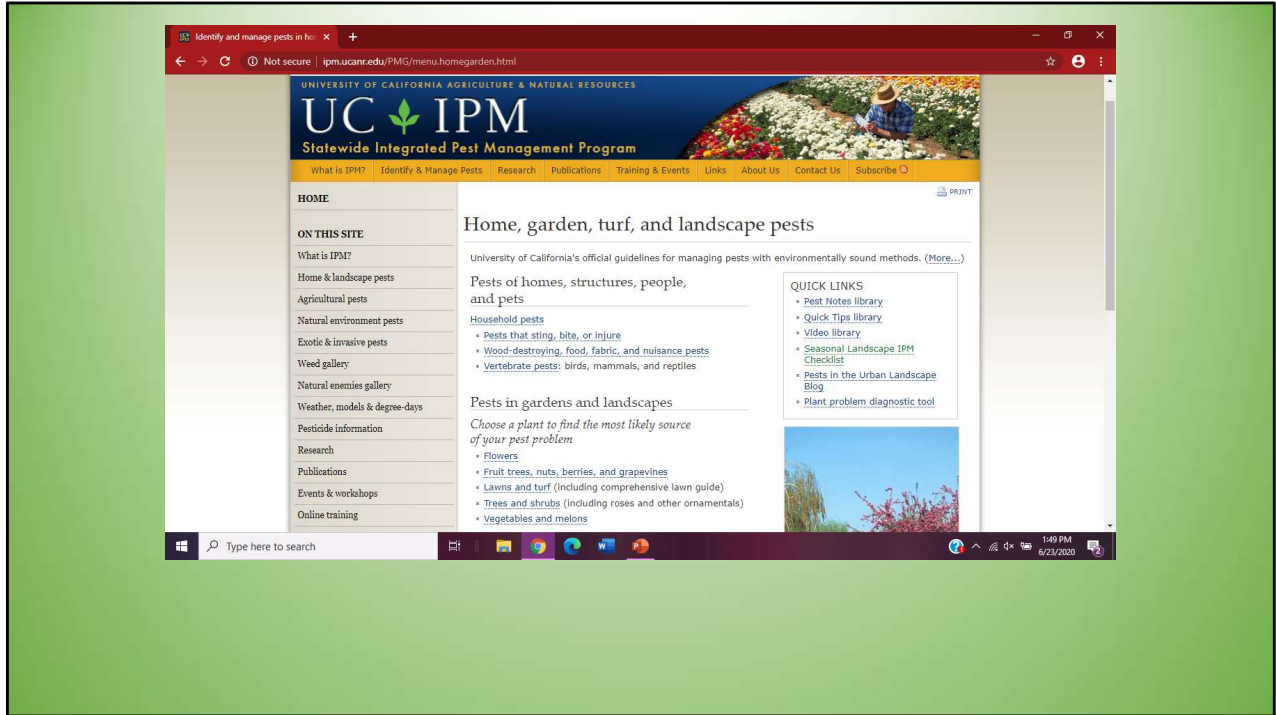 Identify and manage pests in ho
Not secure | ipm.ucanr.edu/PMG/menu.homegarden.html
UNIVERSITY OF CALIFORNIA AGRICULTURE & NATURAL RESOURCES
UC IPM
Statewide Integrated Pest Management Program
What is IPM? Identify & Manage Pests Research Publications Training & Events Links About Us Contact Us Subscribe
PRINT
HOME
ON THIS SITE
What is IPM?
Home & landscape pests
Agricultural pests
Natural environment pests
Exotic & invasive pests
Weed gallery
Natural enemies gallery
Weather, models & degree-days
Pesticide information
Research
Publications
Events & workshops
Online training
Home, garden, turf, and landscape pests
University of California's official guidelines for managing pests with environmentally sound methods. (More...)
Pests of homes, structures, people,
and pets
Household pests
Pests that sting, bite, or injure
Wood-destroying, food, fabric, and nuisance pests
Vertebrate pests: birds, mammals, and reptiles
Pests in gardens and landscapes
Choose a plant to find the most likely source
of your pest problem
Flowers
Fruit trees, nuts, berries, and grapevines
Lawns and turf (including comprehensive lawn guide)
Trees and shrubs (including roses and other ornamentals)
Vegetables and melons
QUICK LINKS
Pest Notes library
Quick Tips library
Video library
Seasonal Landscape IPM
Checklist
Pests in the Urban Landscape
Blog
Plant problem diagnostic tool
Type here to search
1:49 PM
6/23/2020
2